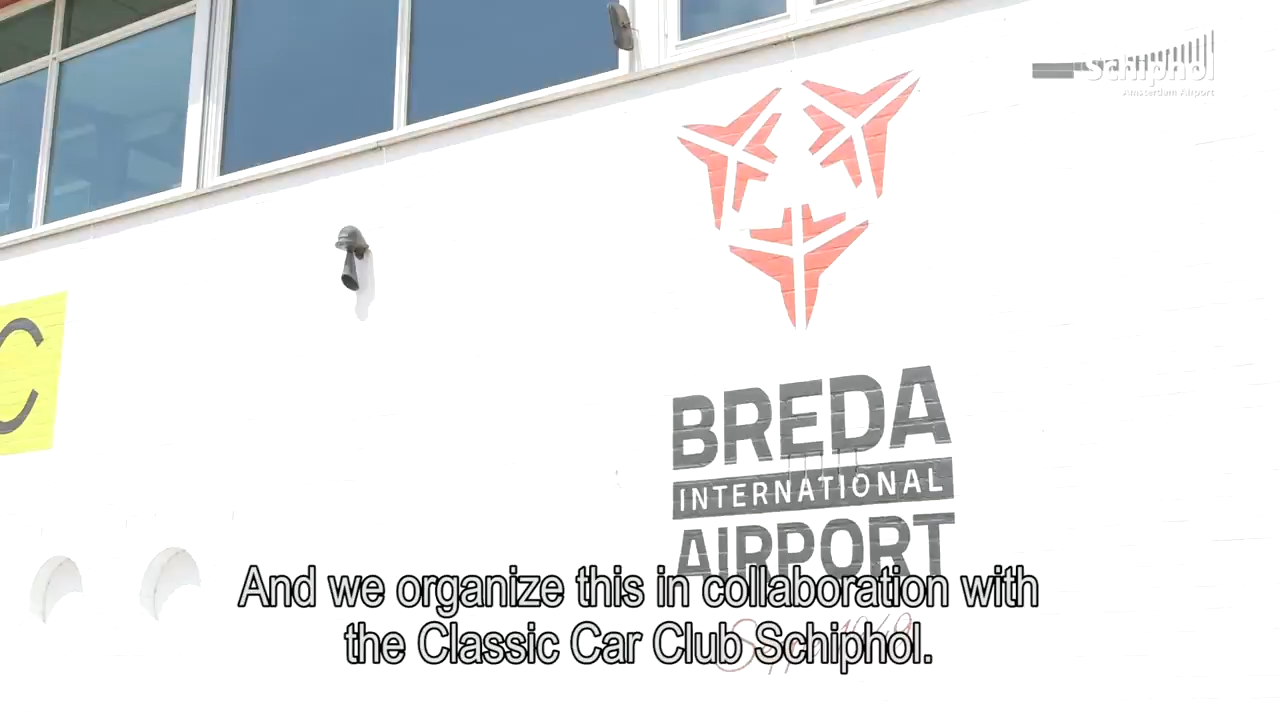 Schiphol
Amsterdam Airport
C
BREDA
INTERNATIONAL
AIRPORT
And we organize this in collaboration with
the Classic Car Club Schiphol.